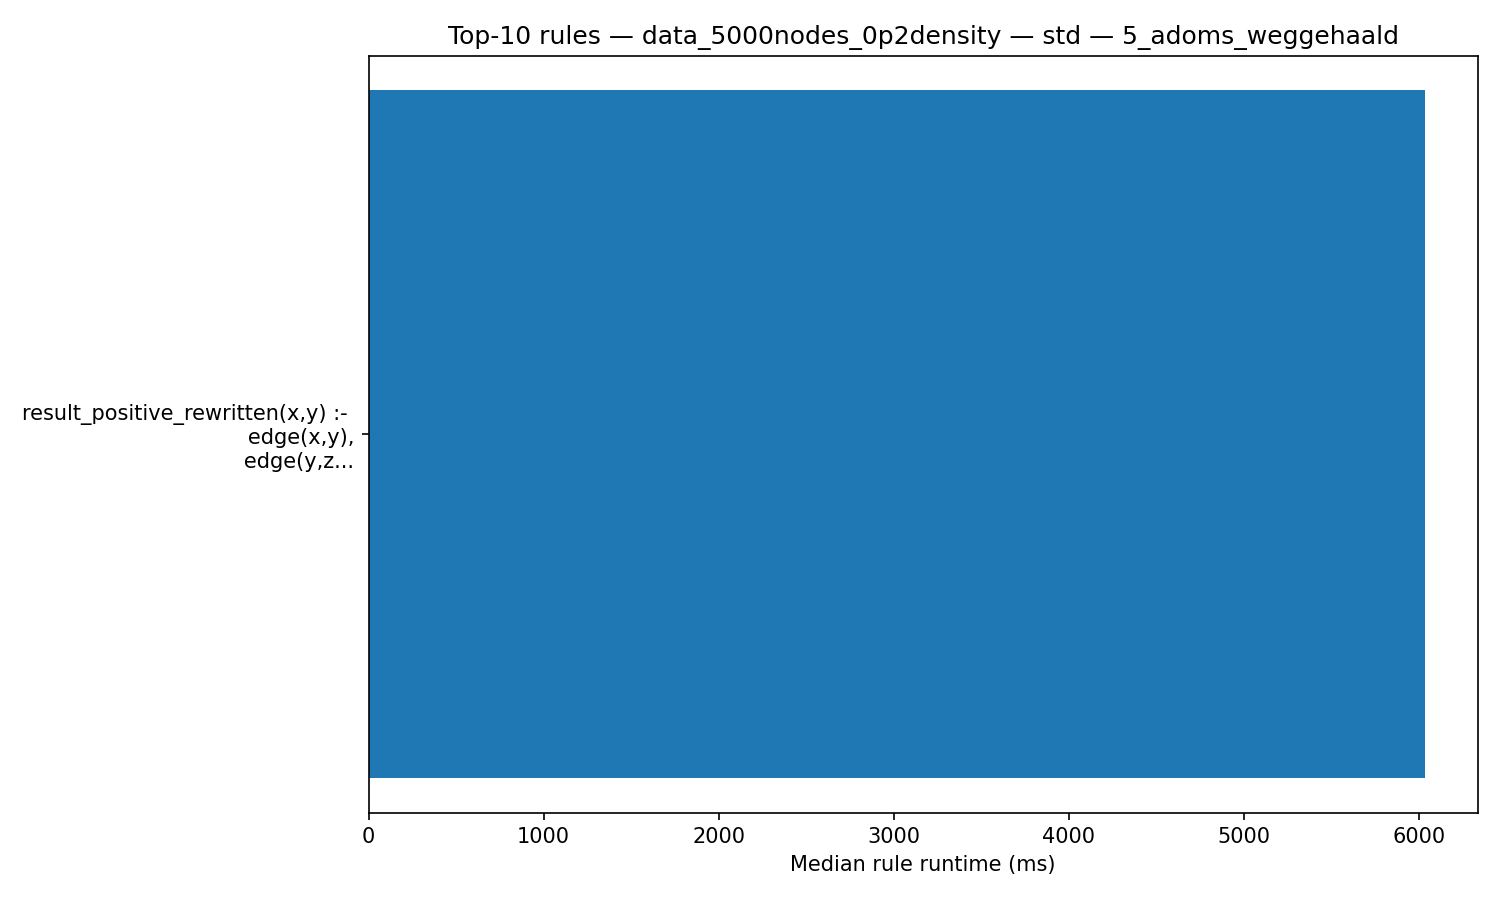 Top-10 rules — data_5000nodes_0p2density — std — 5_adoms_weggehaald
result_positive_rewritten(x,y) :-
edge(x,y),
edge(y,z...
0 1000 2000 3000 4000 5000 6000
Median rule runtime (ms)